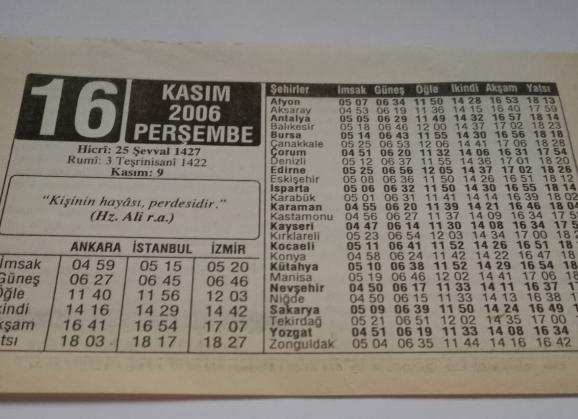 16
KASIM
2006
PERSEMBE
Hicrî: 25 Şevval 1427
Rumî: 3 Teşrinisani 1422
Kasım: 9
"Kişinin hayâsı, perdesidir."
(Hz. Ali r.a.)
ANKARA İSTANBUL İZMİR
İmsak 04 59 05 15 05 20
Güneş 06 27 06 45 06 46
Öğle 11 40 11 56 12 03
kindi 14 16 14 29 14 42
kşam 16 41 16 54 17 07
tsı 18 03 18 17 18 27
Şehirler İmsak Güneş Öğle İkindi Akşam Yatsı
Afyon 05 07 06 34 11 50 14 28 16 53 18 13
Aksaray 04 53 06 19 11 36 14 15 16 40 17 59
Antalya 05 05 06 29 11 49 14 32 16 57 18 14
Balıkesir 05 18 06 46 12 00 14 37 17 02 18 23
Bursa 05 14 06 43 11 55 14 30 16 56 18 18
Çanakkale 05 25 06 53 12 06 14 41 17 06 18 28
Çorum 04 51 06 20 11 32 14 06 16 31 17 54
Denizli 05 12 06 37 11 55 14 36 17 01 18 20
Edirne 05 25 06 56 12 05 14 37 17 02 18 26
Eskişehir 05 08 06 36 11 50 14 26 16 51 18 12
Isparta 05 06 06 32 11 50 14 30 16 55 18 14
Karabük 05 01 06 31 11 41 14 14 16 39 18 02
Karaman 04 55 06 20 11 39 14 21 16 46 18 04
Kastamonu 04 56 06 27 11 37 14 09 16 34 17
Kayseri 04 47 06 14 11 30 14 08 16 34 17
Kırklareli 05 23 06 54 12 03 14 34 17 00 18
Kocaeli 05 11 06 41 11 52 14 26 16 51 18
Konya 04 58 06 24 11 42 14 22 16 47 18
Kütahya 05 10 06 38 11 52 14 29 16 54 18
Manisa 05 19 06 46 12 02 14 41 17 06 18
Nevşehir 04 50 06 17 11 33 14 11 16 37 1
Niğde 04 50 06 15 11 33 14 13 16 38 1
Sakarya 05 09 06 39 11 50 14 24 16 49 1
Tekirdağ 05 21 06 51 12 02 14 35 17 00
Yozgat 04 51 06 19 11 33 14 08 16 34
Zonguldak 05 04 06 35 11 44 14 16 16 42